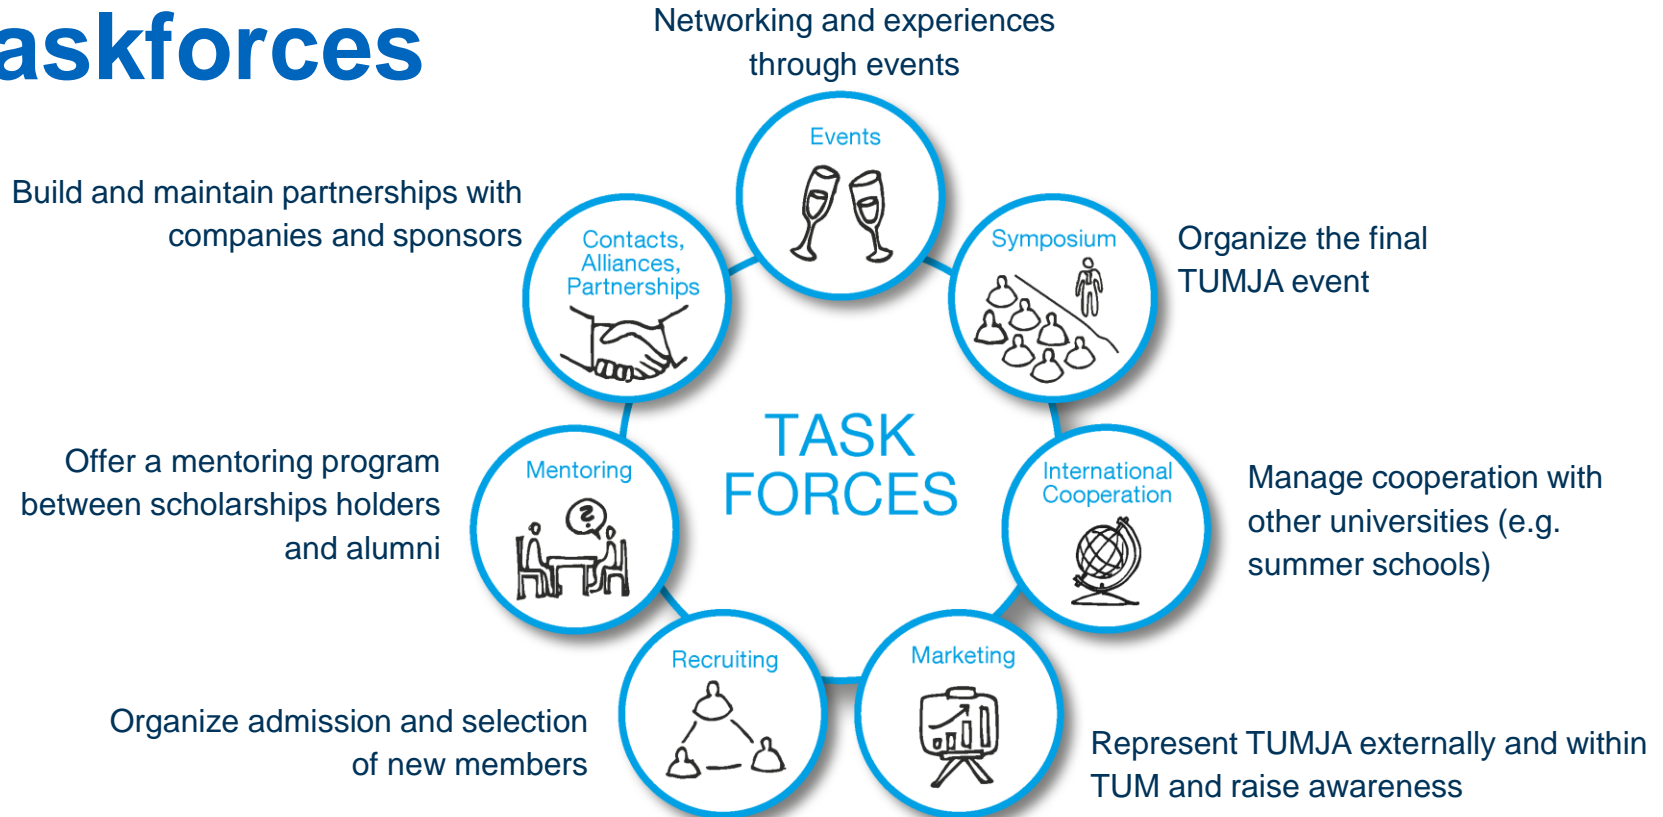 askforces
Networking and experiences
through events
Events
Build and maintain partnerships with
companies and sponsors
Contacts,
Alliances,
Partnerships
Symposium
Organize the final
TUMJA event
TASK
FORCES
Offer a mentoring program
between scholarships holders
and alumni
Mentoring
?
International
Cooperation
Manage cooperation with
other universities (e.g.
summer schools)
Recruiting
Organize admission and selection
of new members
Marketing
Represent TUMJA externally and within
TUM and raise awareness